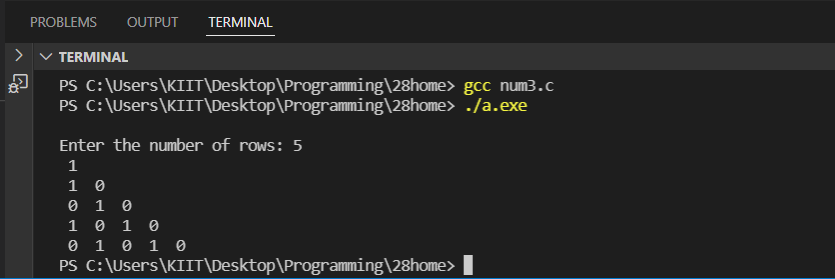 PROBLEMS OUTPUT TERMINAL
TERMINAL
PS C:\Users\KIIT\Desktop\Programming\28home> gcc num3.c
PS C:\Users\KIIT\Desktop\Programming\28home> ./a.exe
Enter the number of rows: 5
1
1 0
0 1 0
1 0 1 0
0 1 0 1 0
PS C:\Users\KIIT\Desktop\Programming\28home>